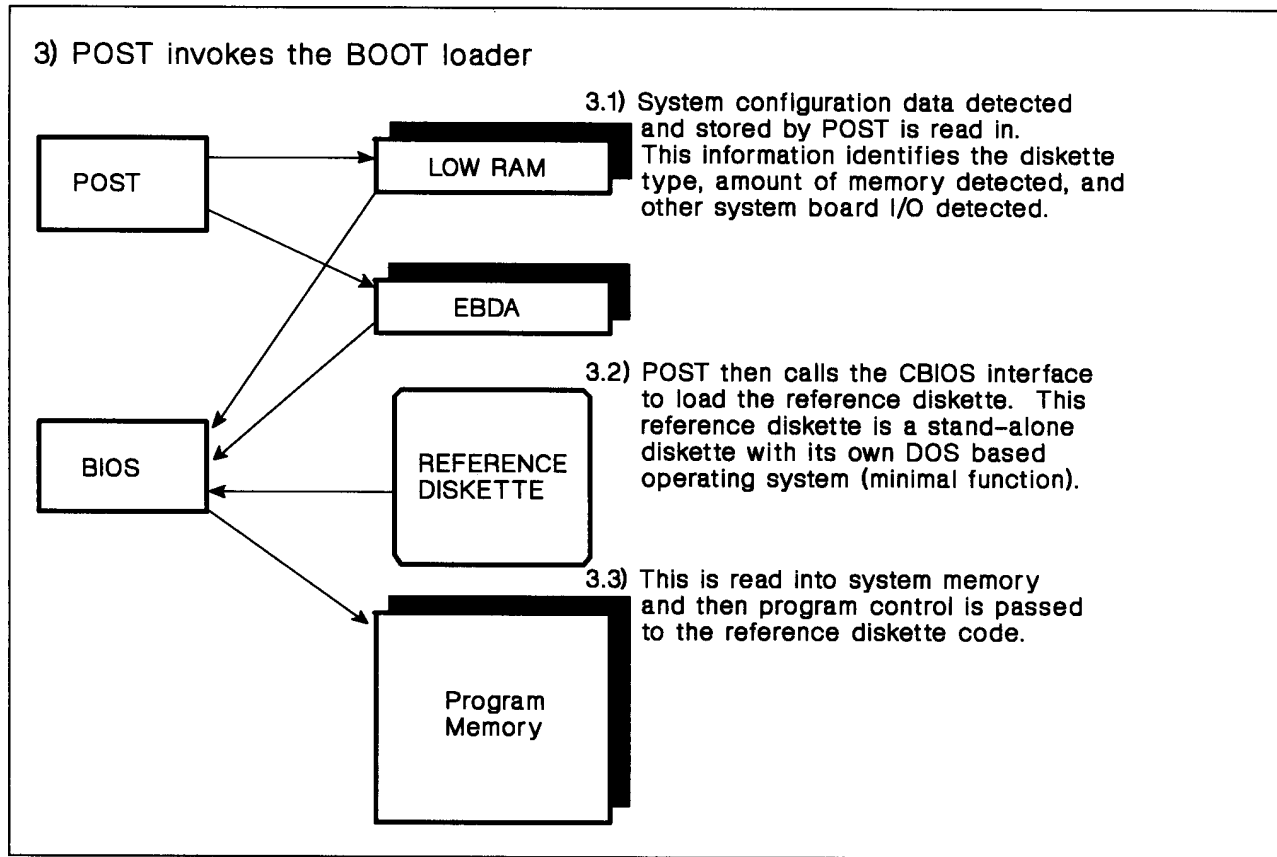 3) POST invokes the BOOT loader
3.1) System configuration data detected
and stored by POST is read in.
This information identifies the diskette
type, amount of memory detected, and
other system board I/O detected.
POST
LOW RAM
EBDA
3.2) POST then calls the CBIOS interface
to load the reference diskette. This
reference diskette is a stand-alone
diskette with its own DOS based
operating system (minimal function).
BIOS
REFERENCE
DISKETTE
3.3) This is read into system memory
and then program control is passed
to the reference diskette code.
Program
Memory